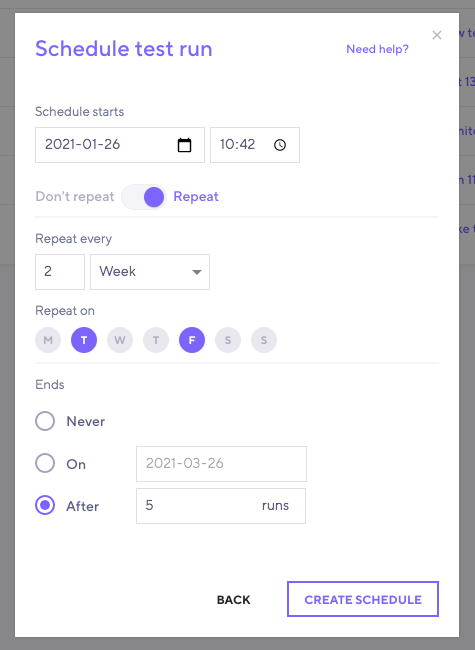 Schedule test run
Need help?
Schedule starts
2021-01-26
10:42
Don't repeat
Repeat
Repeat every
2
Week
Repeat on
M T W T F S S
Ends
Never
On
2021-03-26
After
5 runs
BACK
CREATE SCHEDULE